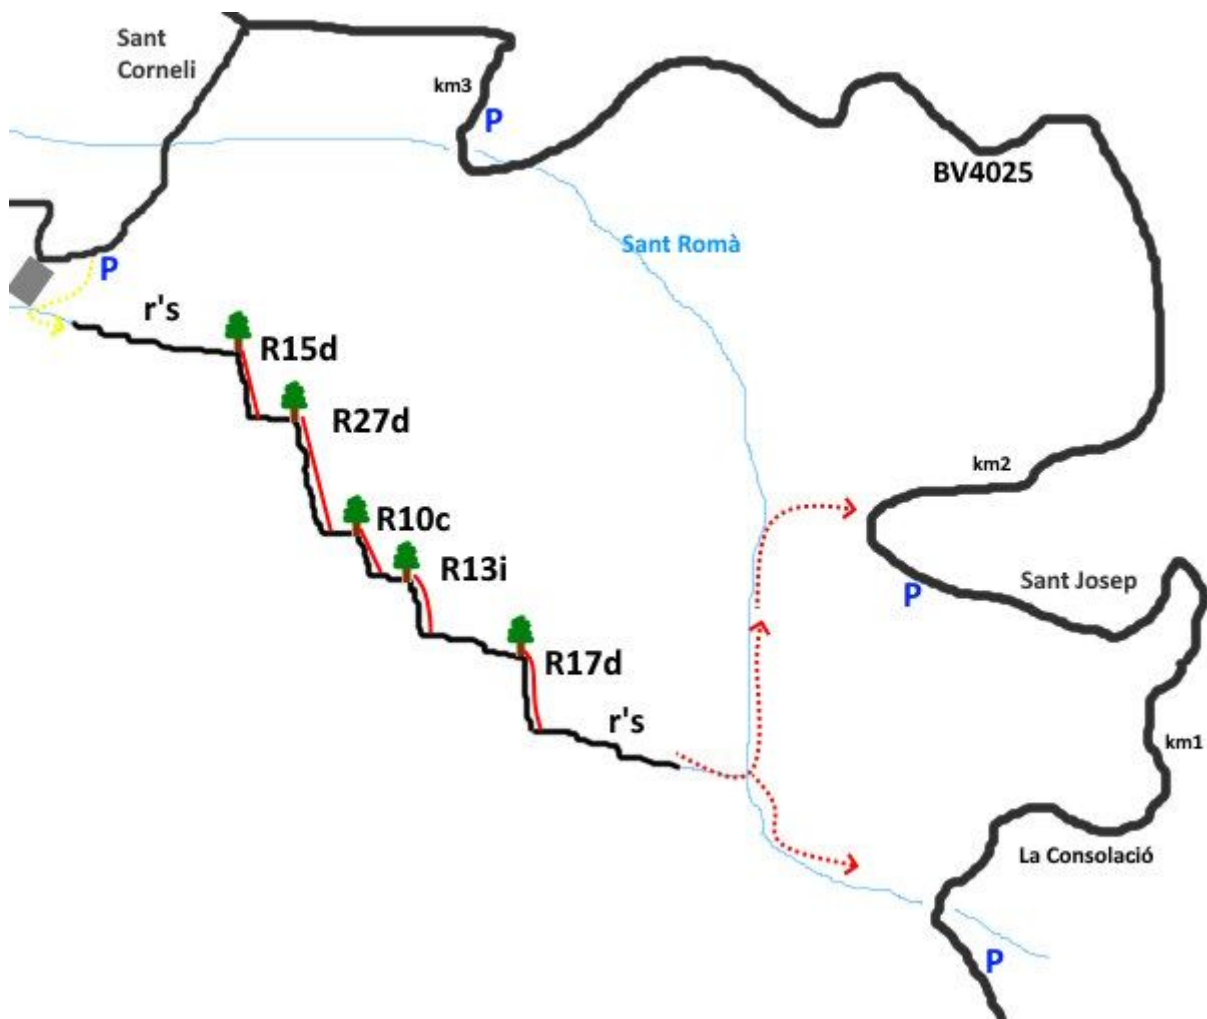 Sant
Corneli
km3
P
BV4025
Sant Romà
P
r's
R15d
R27d
km2
R10c
R13i
Sant Josep
P
R17d
r's
km1
La Consolació
P